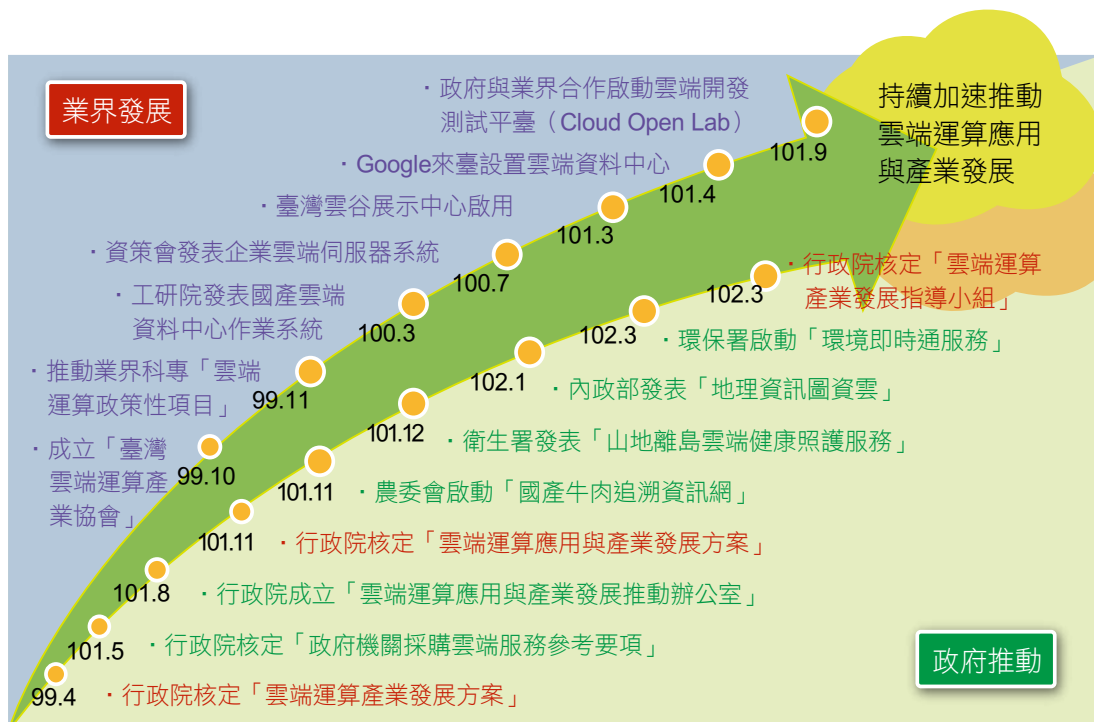 業界發展
・政府與業界合作啟動雲端開發
測試平臺（Cloud Open Lab）
101.9
・Google來臺設置雲端資料中心
101.4
・臺灣雲谷展示中心啟用
101.3
・資策會發表企業雲端伺服器系統
100.7
・工研院發表國產雲端
資料中心作業系統
100.3
・推動業界科專「雲端
運算政策性項目」
99.11
・成立「臺灣
雲端運算產
業協會」
99.10
持續加速推動
雲端運算應用
與產業發展
102.3
・行政院核定「雲端運算
產業發展指導小組」
102.3
・環保署啟動「環境即時通服務」
102.1
・內政部發表「地理資訊圖資雲」
101.12
・衛生署發表「山地離島雲端健康照護服務」
101.11
・農委會啟動「國產牛肉追溯資訊網」
101.11
・行政院核定「雲端運算應用與產業發展方案」
101.8
・行政院成立「雲端運算應用與產業發展推動辦公室」
101.5
・行政院核定「政府機關採購雲端服務參考要項」
99.4
・行政院核定「雲端運算產業發展方案」
政府推動